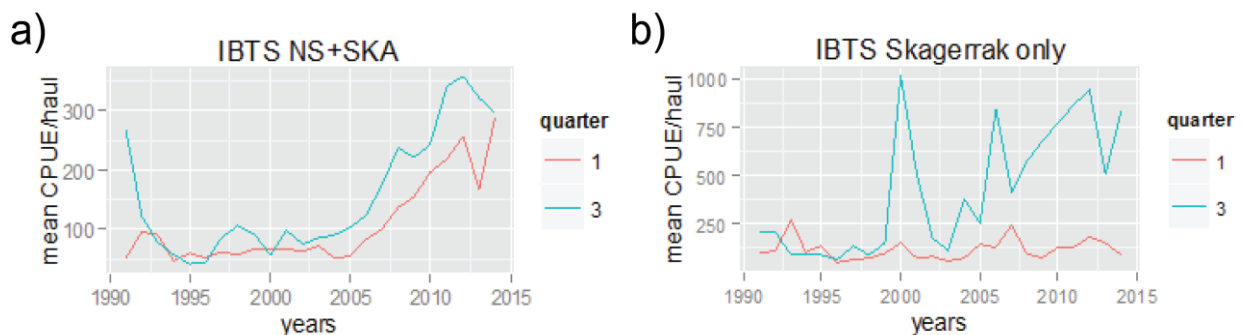 a)
IBTS NS+SKA
mean CPUE/haul
300
200
100
1990
1995
2000
2005
2010
2015
years
quarter
1
3
b)
IBTS Skagerrak only
mean CPUE/haul
1000
750
500
250
1990
1995
2000
2005
2010
2015
years
quarter
1
3